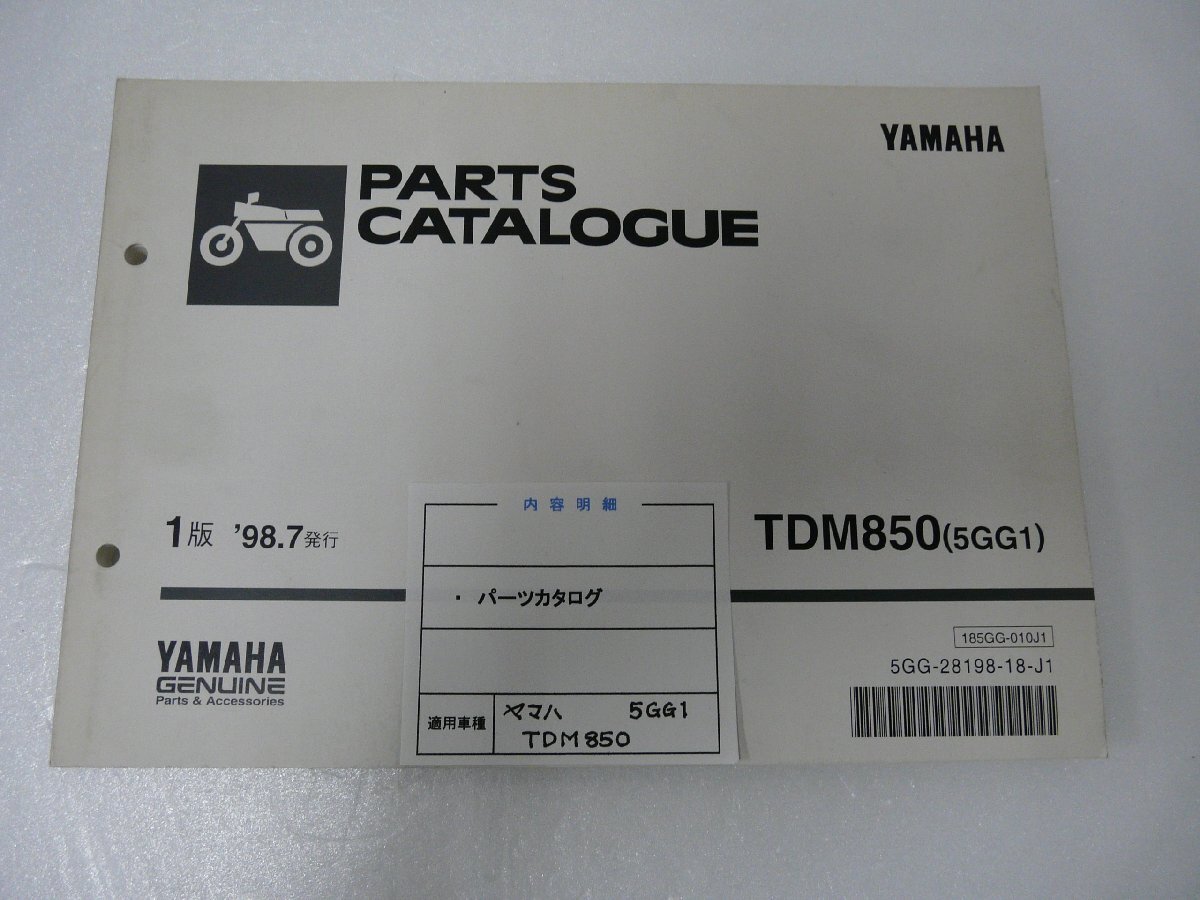 YAMAHA
PARTS
CATALOGUE
1版 '98.7発行
TDM850(5GG1)
185GG-010J1
5GG-28198-18-J1
YAMAHA
GENUINE
Parts & Accessories
内容明細
・ パーツカタログ
適用車種
ヤマハ 5GG1
TDM850